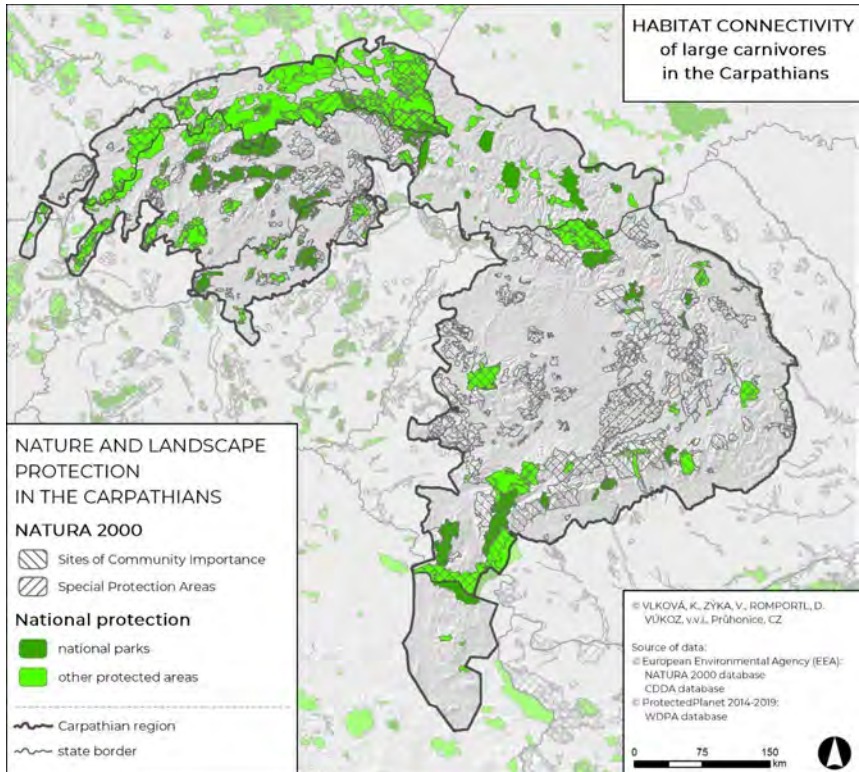 HABITAT CONNECTIVITY
of large carnivores
in the Carpathians
NATURE AND LANDSCAPE
PROTECTION
IN THE CARPATHIANS
NATURA 2000
Sites of Community Importance
Special Protection Areas
National protection
national parks
other protected areas
Carpathian region
state border
© VLKOVÁ, K., ZÝKA, V., ROMPORTL, D.
VÚKOZ, v.v.i., Průhonice, CZ
Source of data:
© European Environmental Agency (EEA):
NATURA 2000 database
CDDA database
© ProtectedPlanet 2014-2019:
WDPA database
0 75 150
km